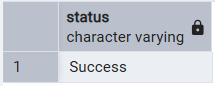 status
character varying
1 Success